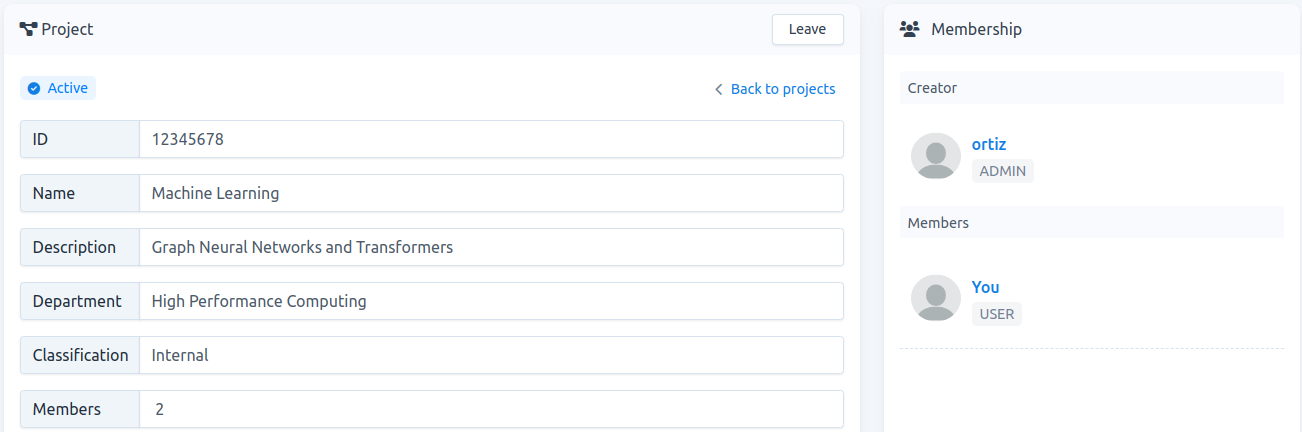 Project
Leave
Active
Back to projects
ID
12345678
Name
Machine Learning
Description
Graph Neural Networks and Transformers
Department
High Performance Computing
Classification
Internal
Members
2
Membership
Creator
ortiz
ADMIN
Members
You
USER